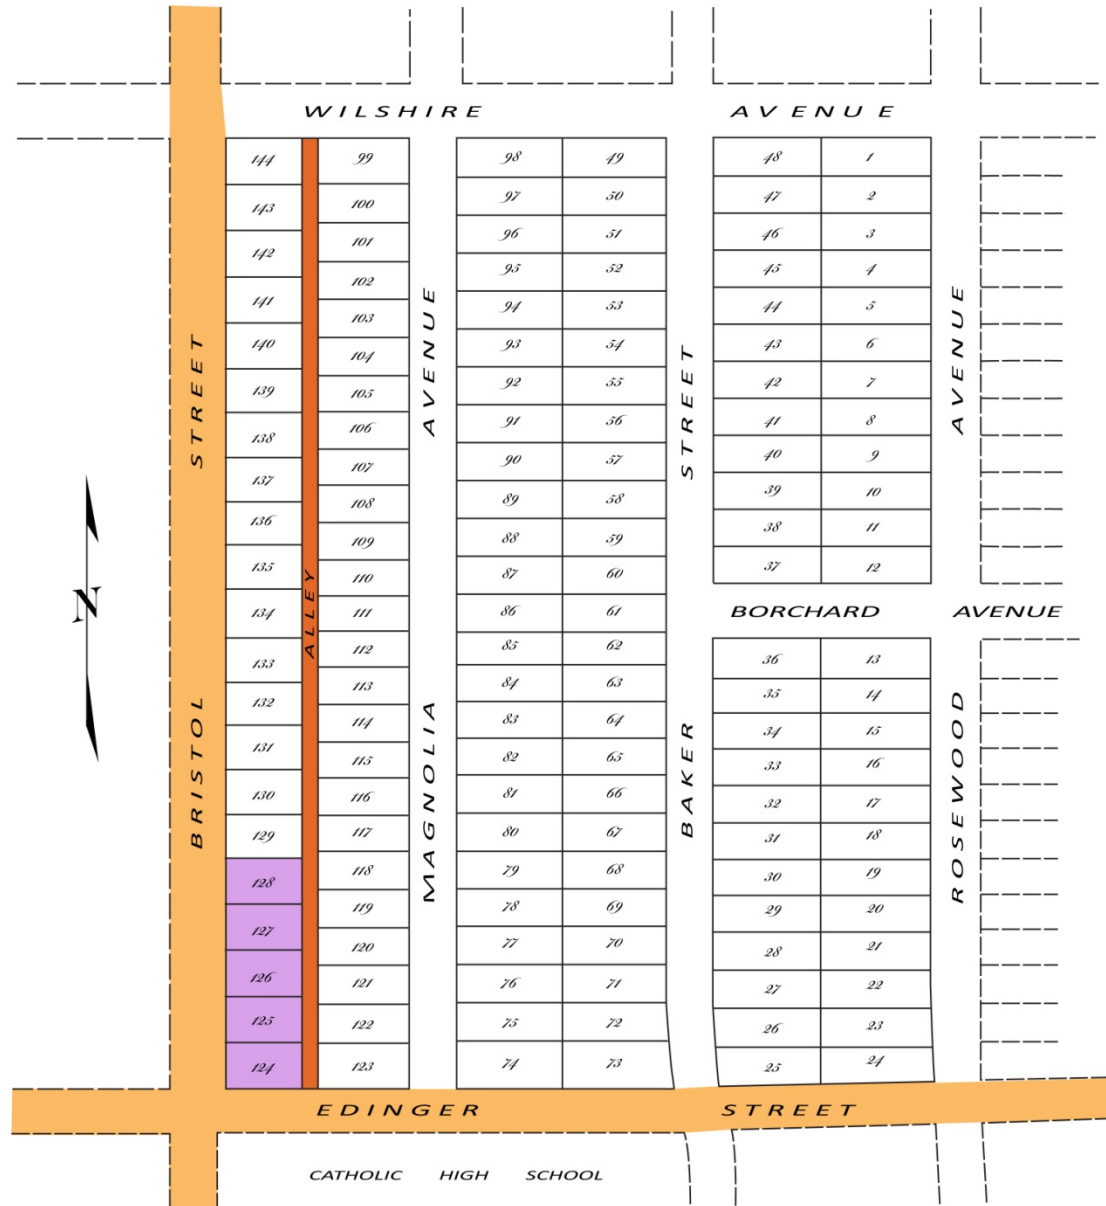 WILSHIRE AVENUE
144 99 98 49 48 1
143 100 97 50 47 2
142 101 96 51 46 3
141 102 95 52 45 4
140 103 94 53 44 5
139 104 93 54 43 6
138 105 92 55 42 7
137 106 91 56 41 8
136 107 90 57 40 9
135 108 89 58 39 10
134 109 88 59 38 11
133 110 87 60 37 12
132 111 86 61
BORCHARD AVENUE
131 112 85 62 36 13
130 113 84 63 35 14
129 114 83 64 34 15
128 115 82 65 33 16
127 116 81 66 32 17
126 117 80 67 31 18
125 118 79 68 30 19
124 119 78 69 29 20
120 77 70 28 21
121 76 71 27 22
122 75 72 26 23
123 74 73 25 24
BRISTOL STREET
ALLEY
MAGNOLIA AVENUE
BAKER STREET
ROSEWOOD AVENUE
N
EDINGER STREET
CATHOLIC HIGH SCHOOL